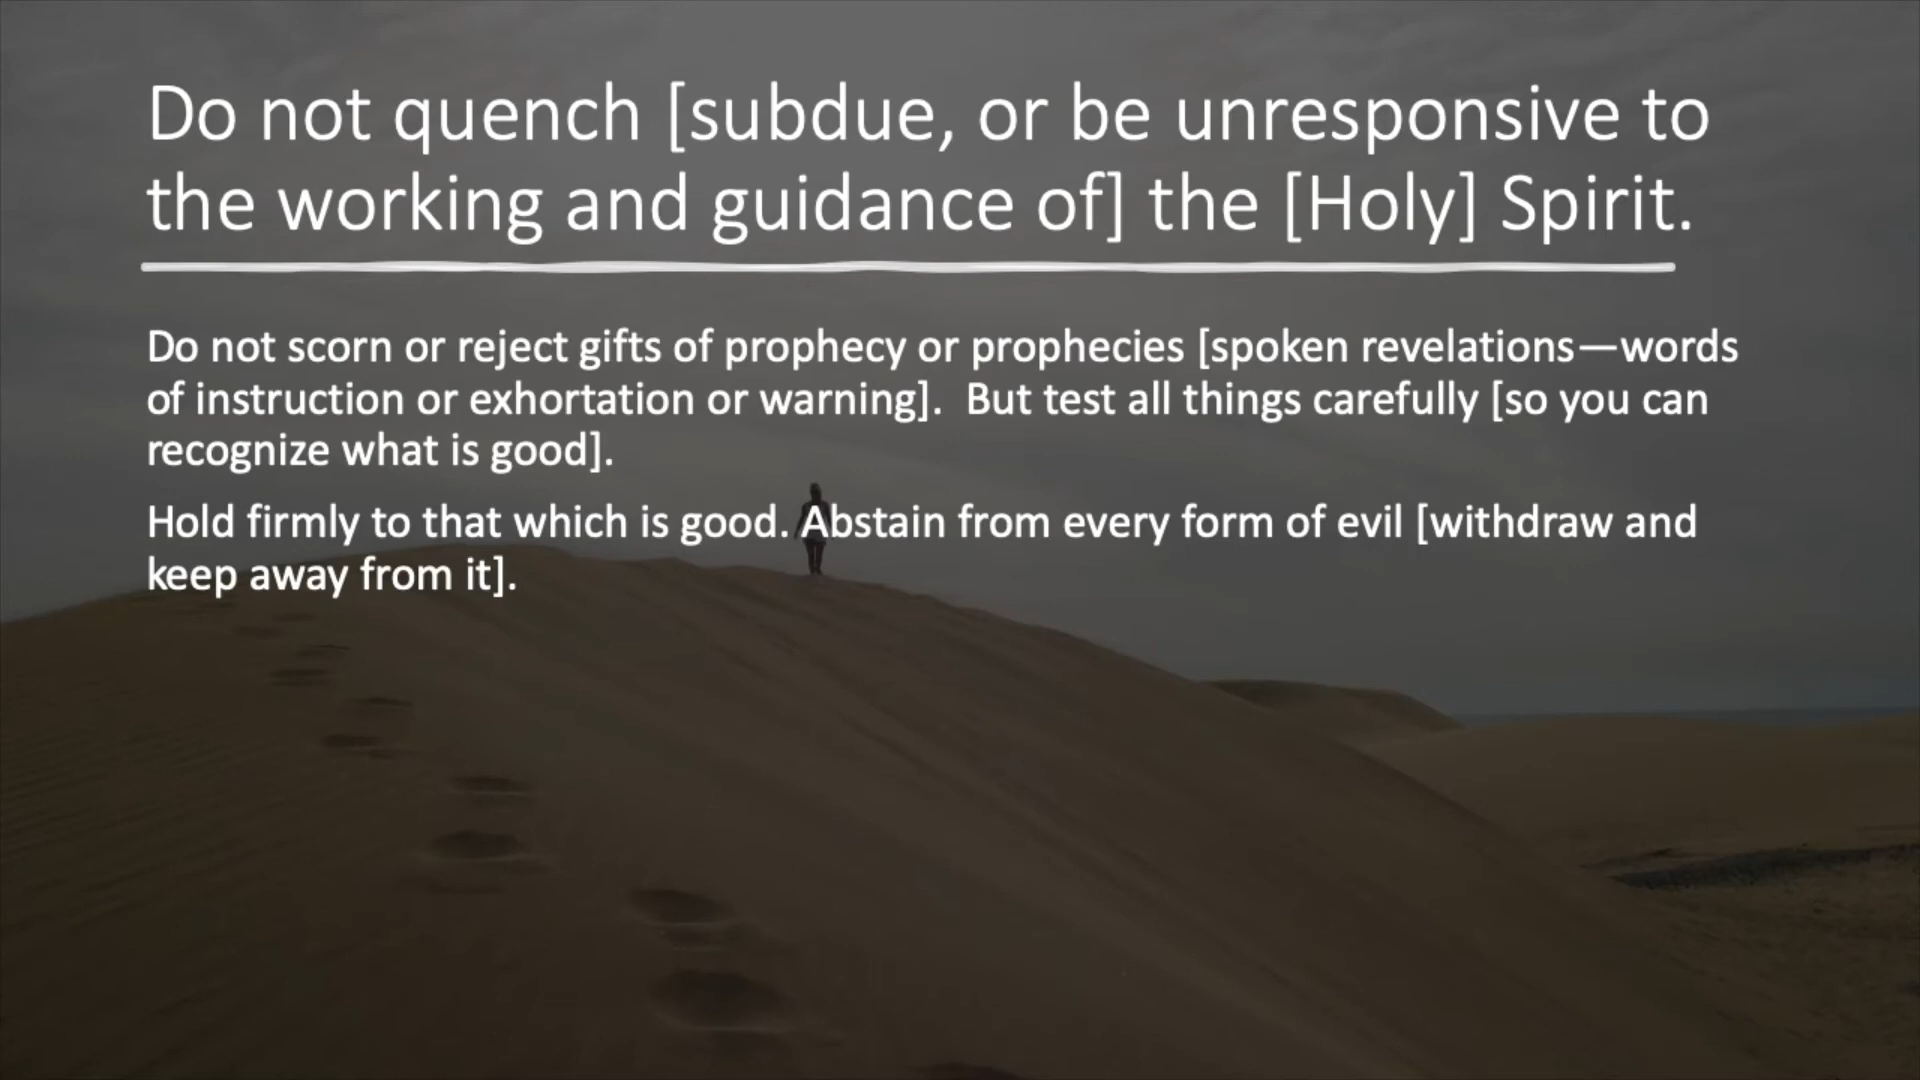 Do not quench [subdue, or be unresponsive to
the working and guidance of] the [Holy] Spirit.
Do not scorn or reject gifts of prophecy or prophecies [spoken revelations—words
of instruction or exhortation or warning].  But test all things carefully [so you can
recognize what is good].
Hold firmly to that which is good. Abstain from every form of evil [withdraw and
keep away from it].